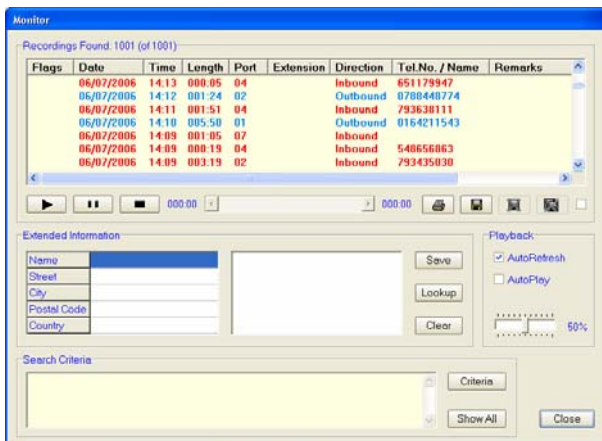 Monitor
Recordings Found. 1001 (of 1001)
Flags Date Time Length Port Extension Direction Tel.No. / Name Remarks
06/07/2006 14:13 000:05 04 Inbound 651179947
06/07/2006 14:12 001:24 02 Outbound 0780440774
06/07/2006 14:11 001:51 04 Inbound 793630111
06/07/2006 14:10 005:50 01 Outbound 0164211543
06/07/2006 14:09 001:05 07 Inbound
06/07/2006 14:09 000:19 04 Inbound 540656063
06/07/2006 14:09 003:19 02 Inbound 793435030
000:00 000:00
Extended Information
Playback
Name
Save
AutoRefresh
Street
AutoPlay
City
Lookup
Postal Code
Country
Clear
50%
Search Criteria
Criteria
Show All
Close